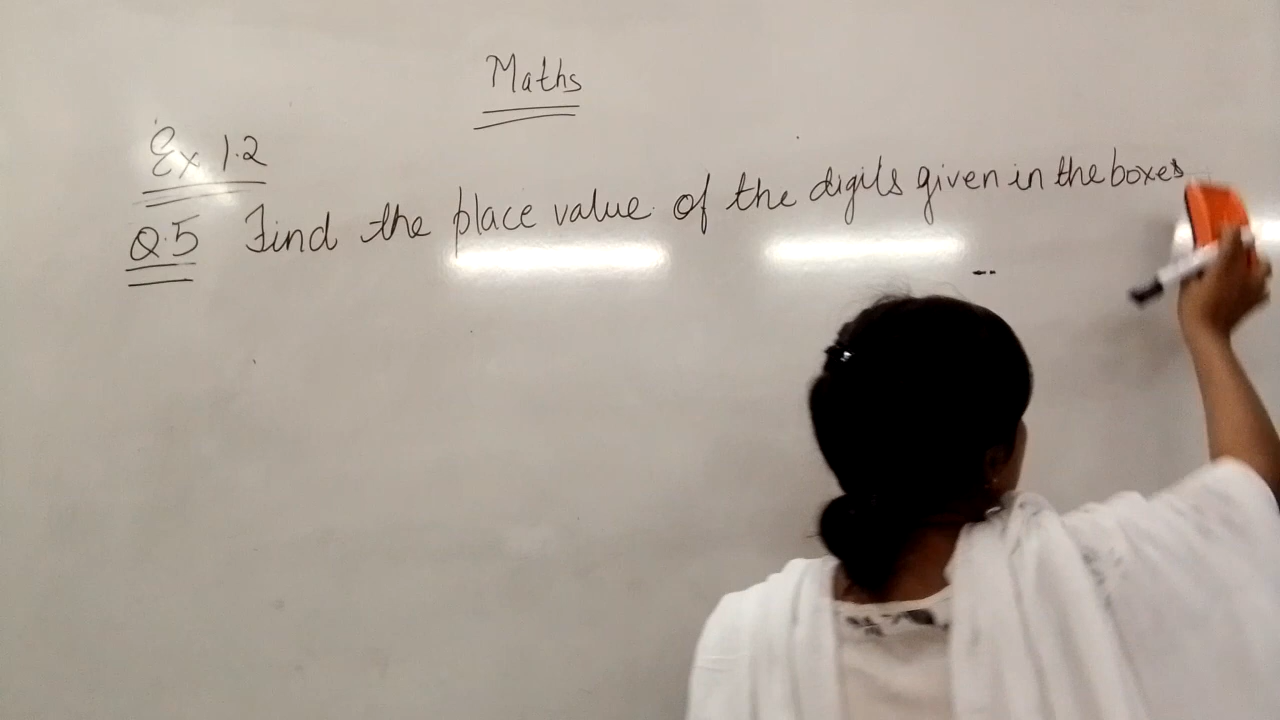 Maths
Ex 1.2
Q.5 Find the place value of the digits given in the boxes